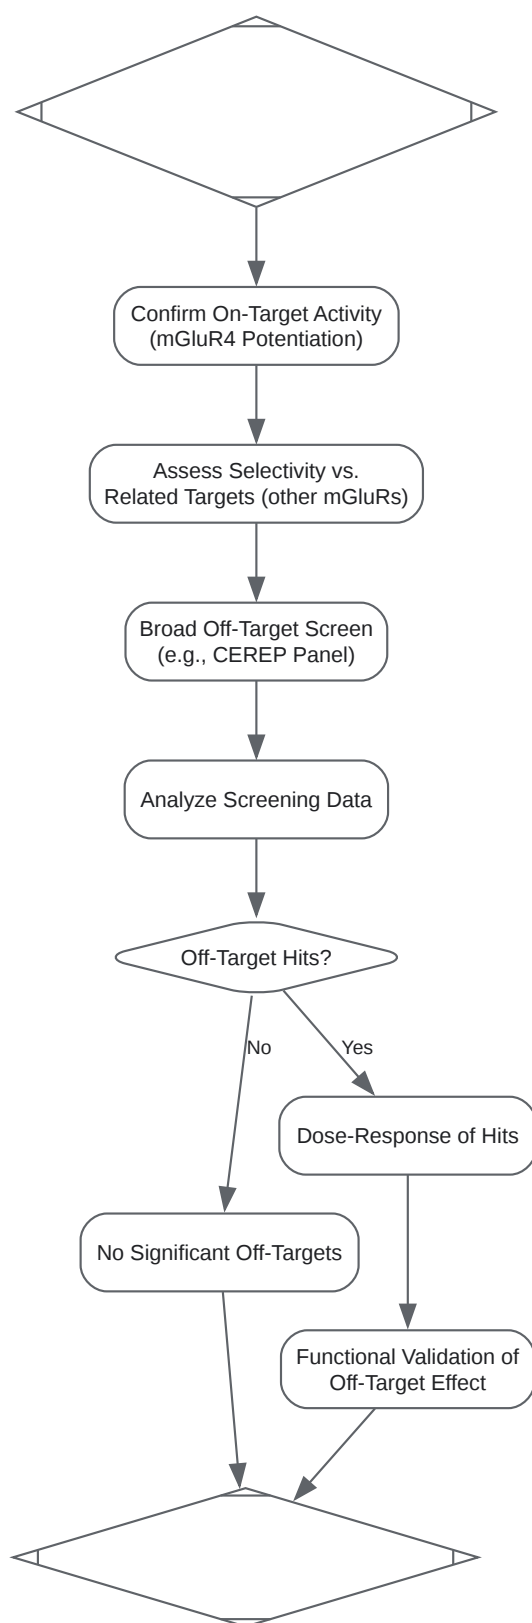 Confirm On-Target Activity
(mGluR4 Potentiation)
Assess Selectivity vs.
Related Targets (other mGluRs)
Broad Off-Target Screen
(e.g., CEREP Panel)
Analyze Screening Data
Off-Target Hits?
No
Yes
Dose-Response of Hits
No Significant Off-Targets
Functional Validation of
Off-Target Effect